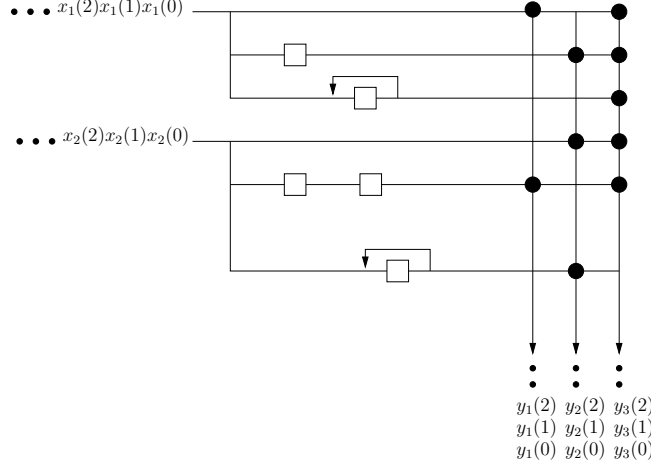 • • • x₁(2)x₁(1)x₁(0)
• • • x₂(2)x₂(1)x₂(0)
y₁(2) y₂(2) y₃(2)
y₁(1) y₂(1) y₃(1)
y₁(0) y₂(0) y₃(0)